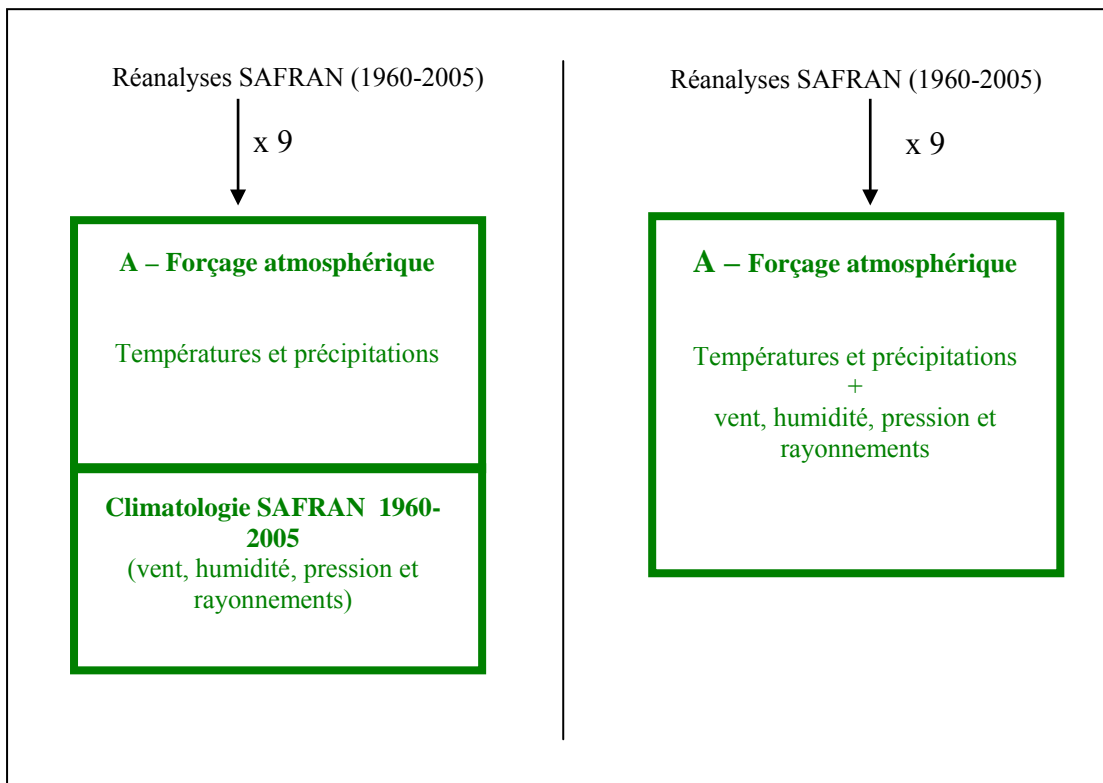 Réanalyses SAFRAN (1960-2005)
x 9
A – Forçage atmosphérique
Températures et précipitations
Climatologie SAFRAN 1960-
2005
(vent, humidité, pression et
rayonnements)
Réanalyses SAFRAN (1960-2005)
x 9
A – Forçage atmosphérique
Températures et précipitations
+
vent, humidité, pression et
rayonnements